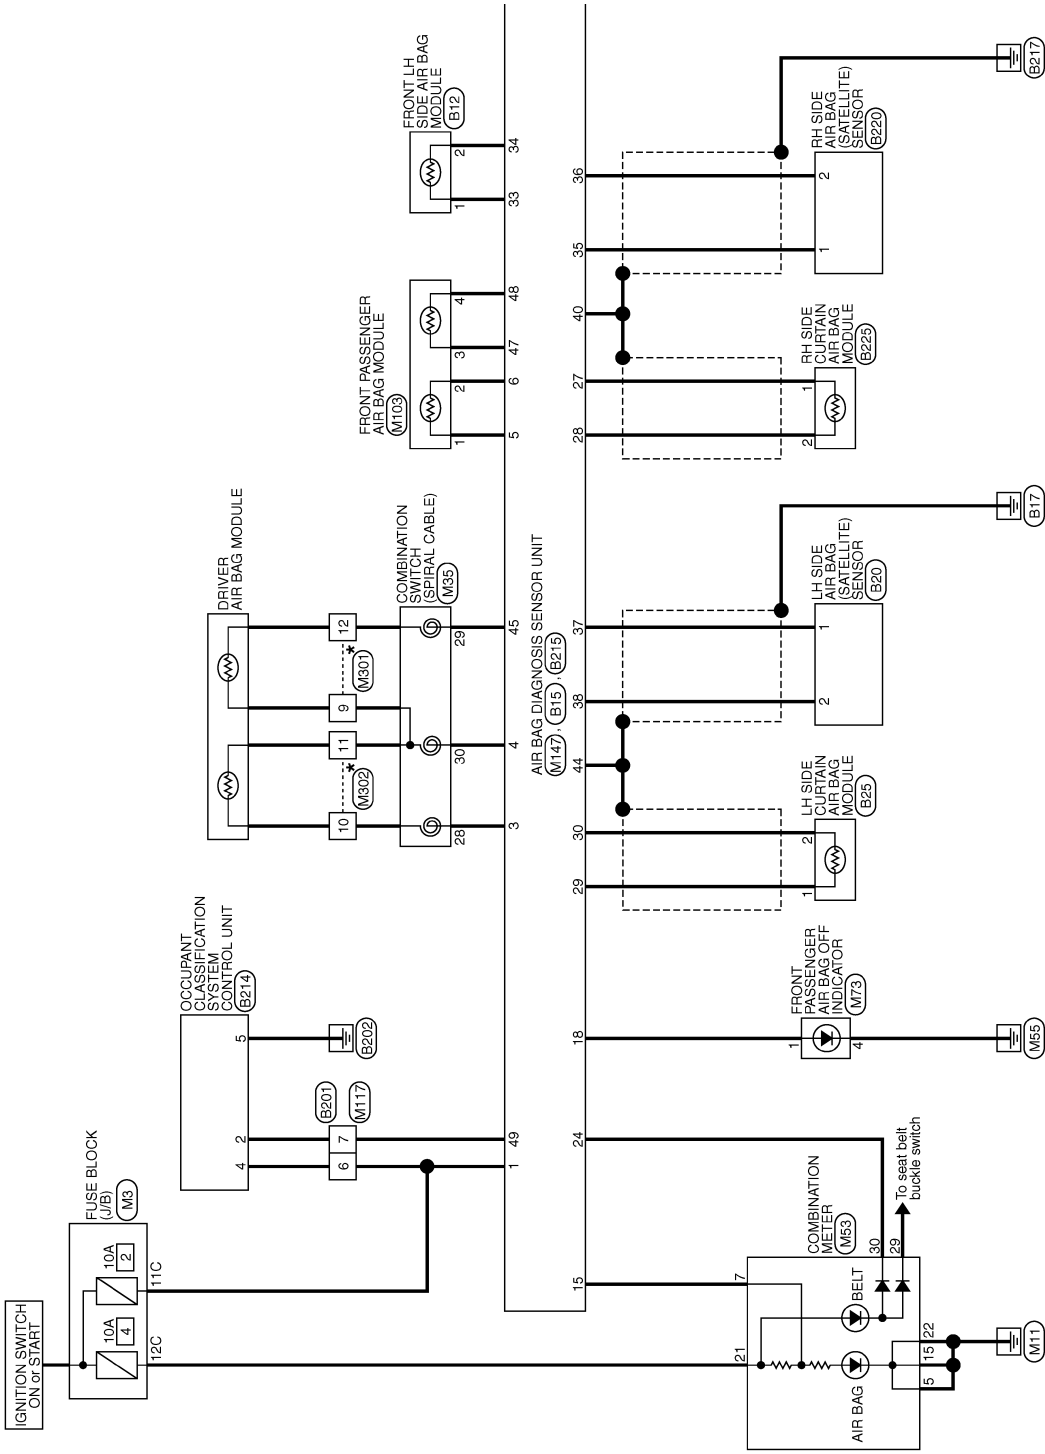 IGNITION SWITCH
ON or START
FUSE BLOCK
(J/B)
M3
10A
4
10A
2
12C
11C
OCCUPANT
CLASSIFICATION
SYSTEM
CONTROL UNIT
B214
4
2
5
B202
B201
M117
6
7
1
49
DRIVER
AIR BAG MODULE
10
11
9
12
*
M302
*
M301
COMBINATION
SWITCH
(SPIRAL CABLE)
M35
28
30
29
3
4
45
FRONT PASSENGER
AIR BAG MODULE
M103
1
2
3
4
5
6
47
48
FRONT LH
SIDE AIR BAG
MODULE
B12
1
2
33
34
AIR BAG DIAGNOSIS SENSOR UNIT
M147 , B15 , B215
15
24
18
29
30
44
38
37
28
27
40
35
36
COMBINATION
METER
M53
21
7
30
29
To seat belt
buckle switch
BELT
AIR BAG
5
15
22
M11
FRONT
PASSENGER
AIR BAG OFF
INDICATOR
M73
1
4
M55
LH SIDE
CURTAIN
AIR BAG
MODULE
B25
1
2
LH SIDE
AIR BAG
(SATELLITE)
SENSOR
B20
2
1
B17
RH SIDE
CURTAIN
AIR BAG
MODULE
B225
2
1
RH SIDE
AIR BAG
(SATELLITE)
SENSOR
B220
1
2
B217